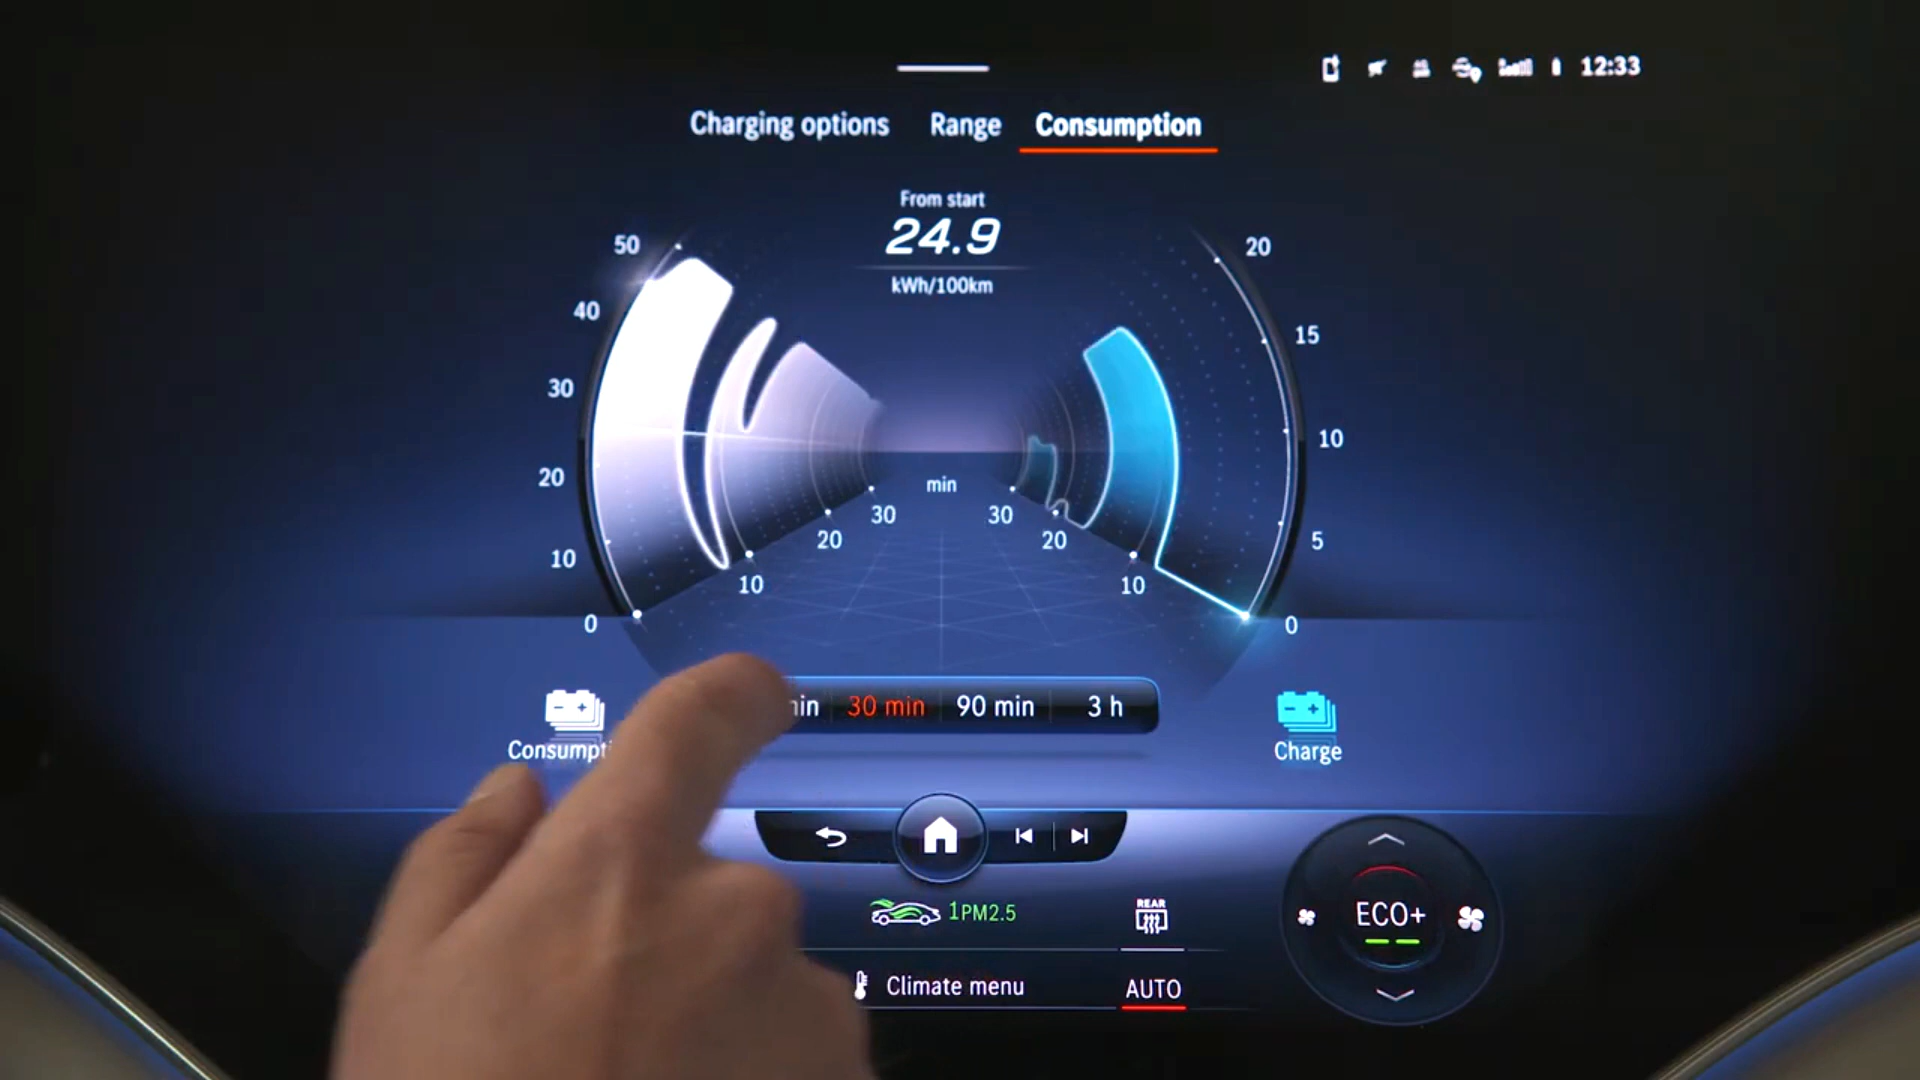 12:33
Charging options Range Consumption
From start
24.9
kWh/100km
50
40
30
20
10
0
20
15
10
5
0
min
30
20
10
30
20
10
30 min 90 min 3 h
Charge
1PM2.5
REAR
ECO+
Climate menu
AUTO